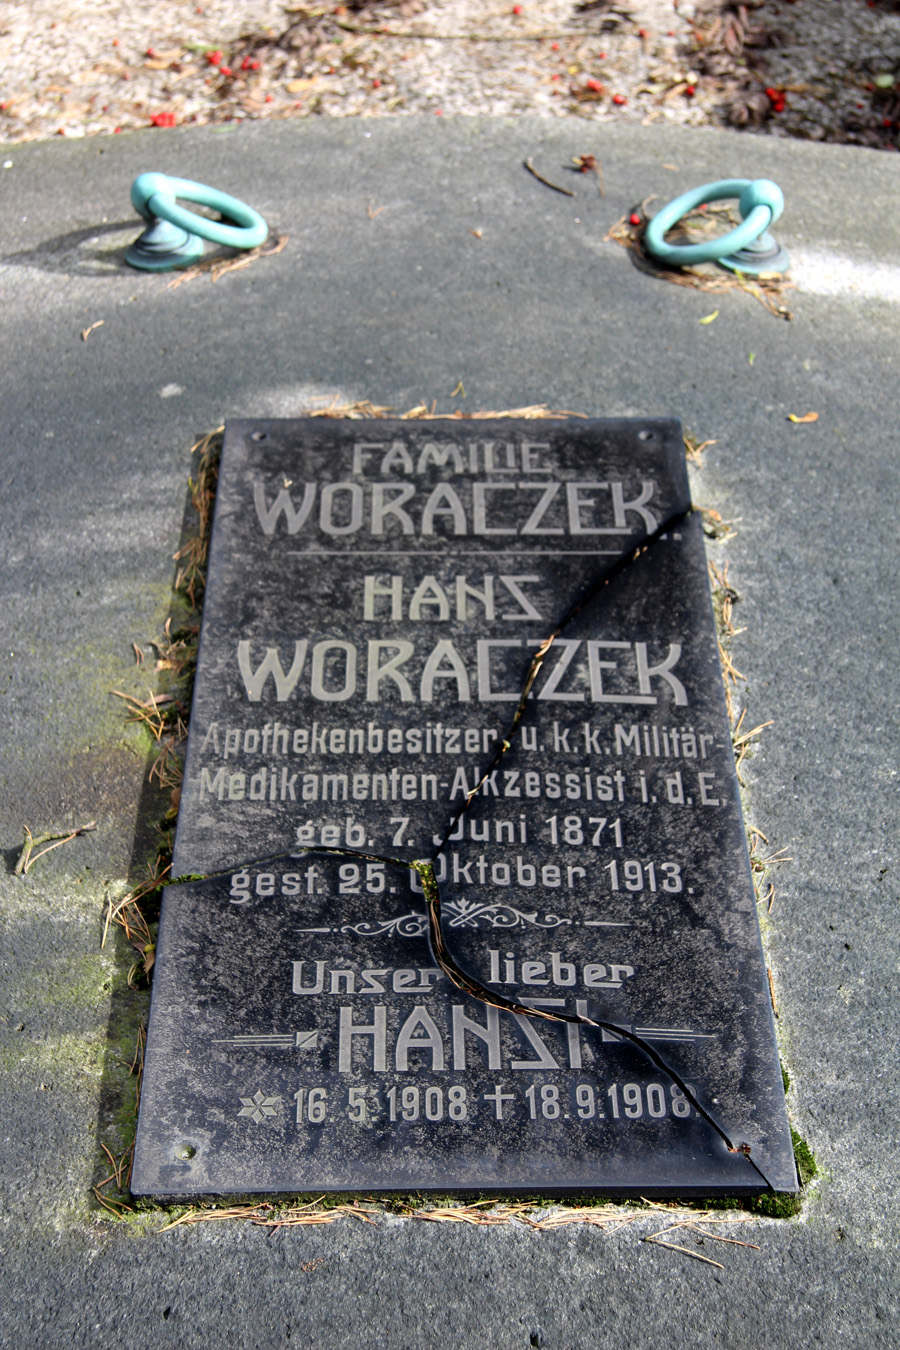 FAMILIE
WORACZEK
HANS
WORACZEK
Apothekenbesitzer u. k. k. Militär-
Medikamenten-Akzessist i. d. E.
geb. 7. Juni 1871
gest. 25. Oktober 1913.
Unser lieber
HANSI
16. 5. 1908 ✝ 18. 9. 1908.